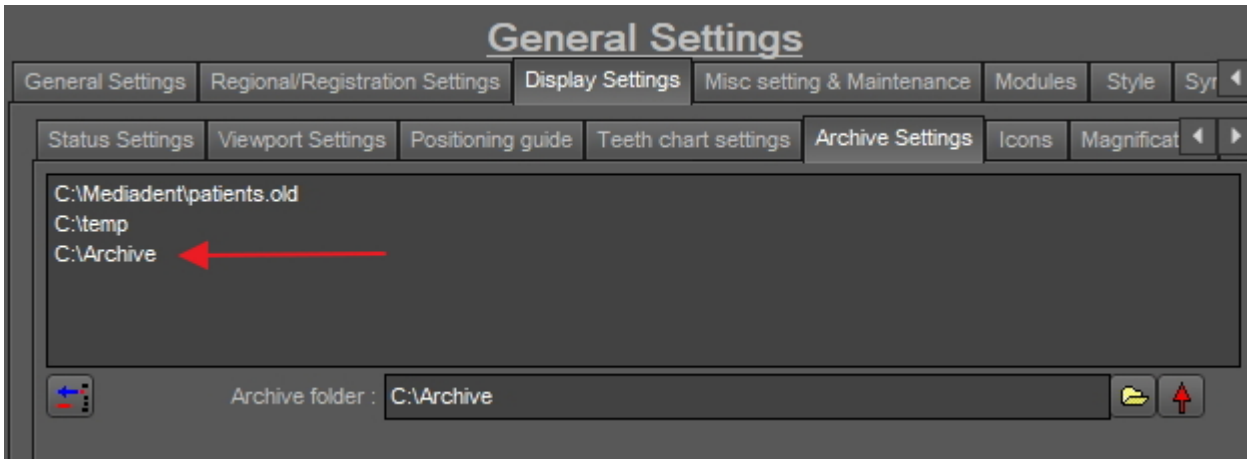 General Settings
General Settings Regional/Registration Settings Display Settings Misc setting & Maintenance Modules Style
Status Settings Viewport Settings Positioning guide Teeth chart settings Archive Settings Icons Magnificat
C:\Mediadent\patients.old
C:\temp
C:\Archive
Archive folder : C:\Archive